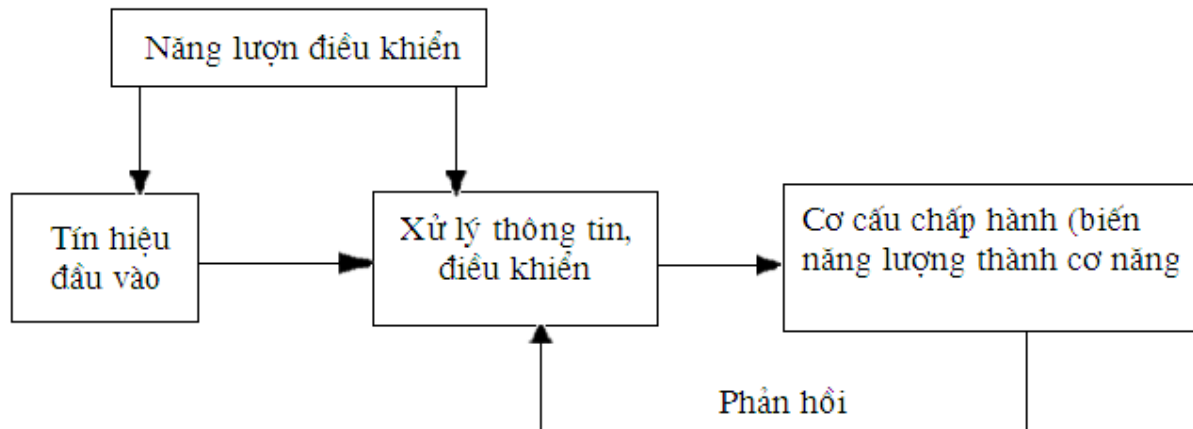 Năng lượn điều khiển
Tín hiệu
đầu vào
Xử lý thông tin,
điều khiển
Cơ cấu chấp hành (biến
năng lượng thành cơ năng
Phản hồi